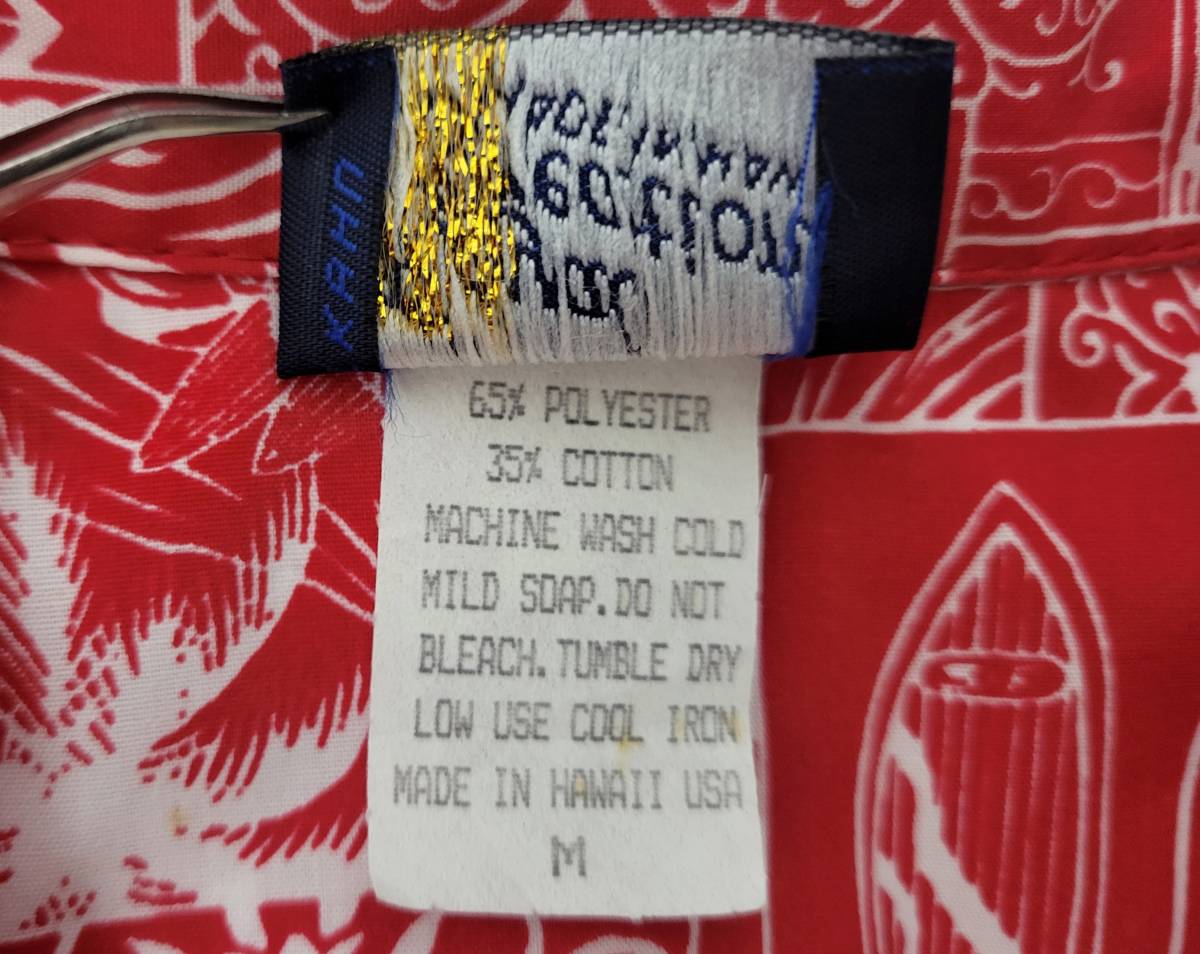 65% POLYESTER
35% COTTON
MACHINE WASH COLD
MILD SOAP.DO NOT
BLEACH.TUMBLE DRY
LOW USE COOL IRON
MADE IN HAWAII USA
M